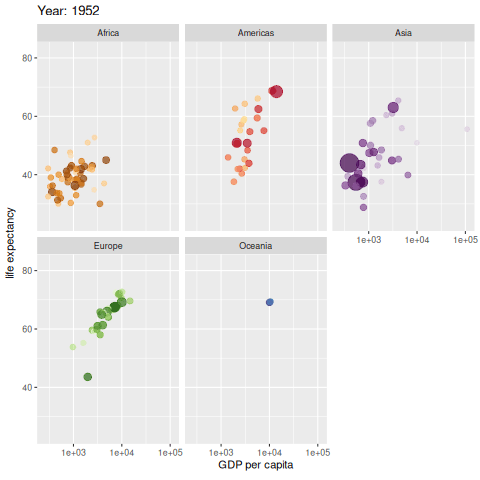 Year: 1952
Africa
Americas
Asia
80
60
40
1e+03
1e+04
1e+05
life expectancy
Europe
Oceania
80
60
40
1e+03
1e+04
1e+05
1e+03
1e+04
1e+05
GDP per capita